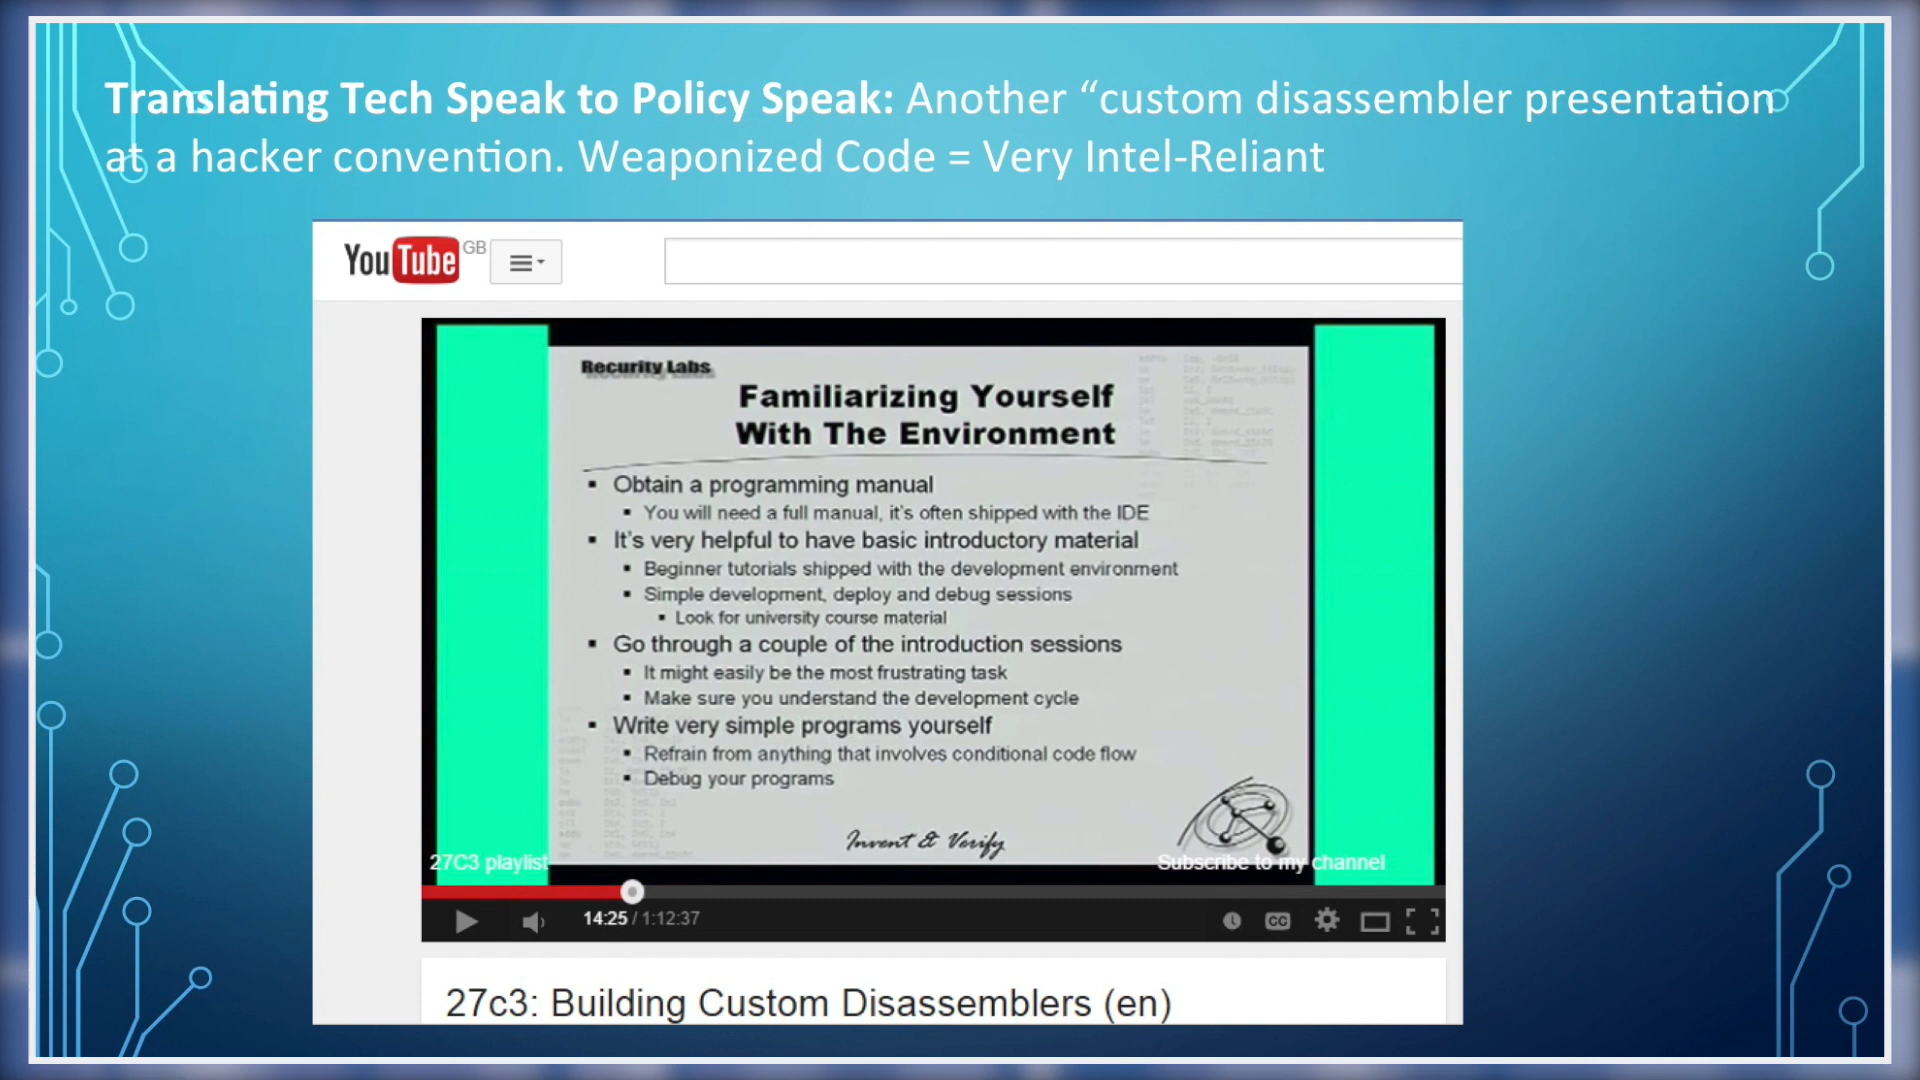 Translating Tech Speak to Policy Speak: Another “custom disassembler presentation
at a hacker convention. Weaponized Code = Very Intel-Reliant
YouTube GB
Recurity Labs
Familiarizing Yourself
With The Environment
▪ Obtain a programming manual
▪ You will need a full manual, it's often shipped with the IDE
▪ It's very helpful to have basic introductory material
▪ Beginner tutorials shipped with the development environment
▪ Simple development, deploy and debug sessions
▪ Look for university course material
▪ Go through a couple of the introduction sessions
▪ It might easily be the most frustrating task
▪ Make sure you understand the development cycle
▪ Write very simple programs yourself
▪ Refrain from anything that involves conditional code flow
▪ Debug your programs
Invent & Verify
27C3 playlist
Subscribe to my channel
14:25 / 1:12:37
CC
27c3: Building Custom Disassemblers (en)